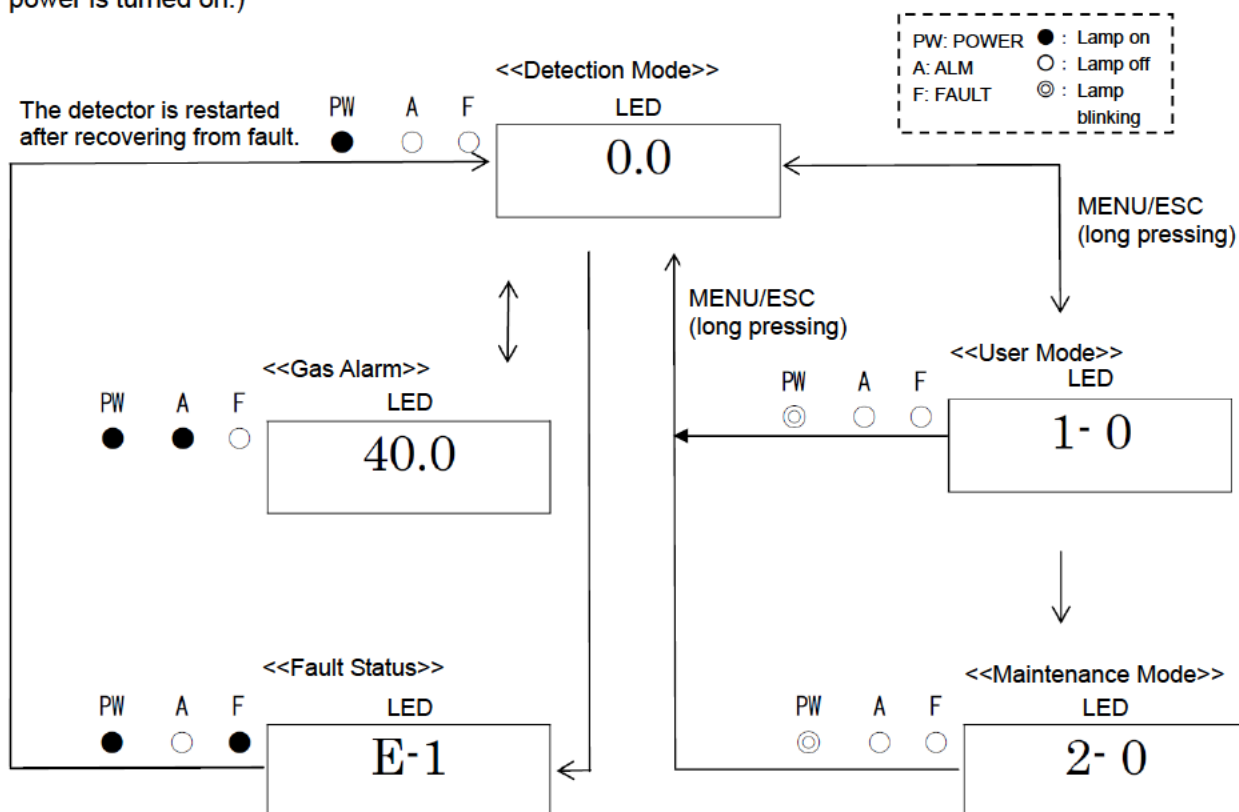 power is turned on.)
PW: POWER ● : Lamp on
A: ALM ○ : Lamp off
F: FAULT ◎ : Lamp
blinking
<<Detection Mode>>
The detector is restarted
after recovering from fault.
PW A F LED
0.0
MENU/ESC
(long pressing)
MENU/ESC
(long pressing)
<<Gas Alarm>>
PW A F LED
40.0
<<User Mode>>
PW A F LED
1- 0
<<Fault Status>>
PW A F LED
E-1
<<Maintenance Mode>>
PW A F LED
2- 0